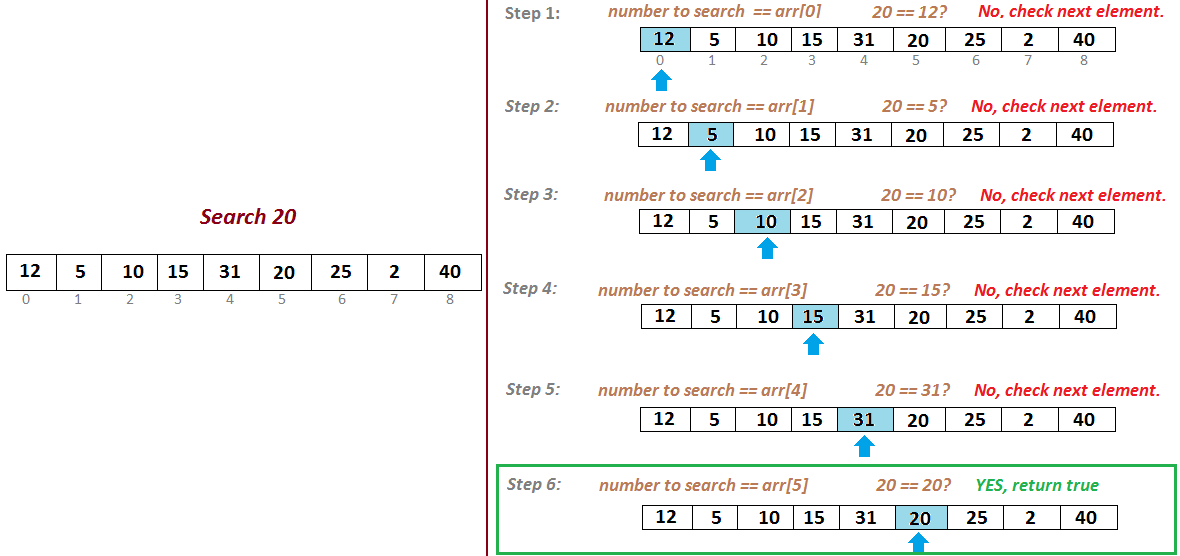 Search 20
12 5 10 15 31 20 25 2 40
0 1 2 3 4 5 6 7 8
Step 1: number to search == arr[0] 20 == 12? No, check next element.
12 5 10 15 31 20 25 2 40
0 1 2 3 4 5 6 7 8
Step 2: number to search == arr[1] 20 == 5? No, check next element.
12 5 10 15 31 20 25 2 40
Step 3: number to search == arr[2] 20 == 10? No, check next element.
12 5 10 15 31 20 25 2 40
Step 4: number to search == arr[3] 20 == 15? No, check next element.
12 5 10 15 31 20 25 2 40
Step 5: number to search == arr[4] 20 == 31? No, check next element.
12 5 10 15 31 20 25 2 40
Step 6: number to search == arr[5] 20 == 20? YES, return true
12 5 10 15 31 20 25 2 40